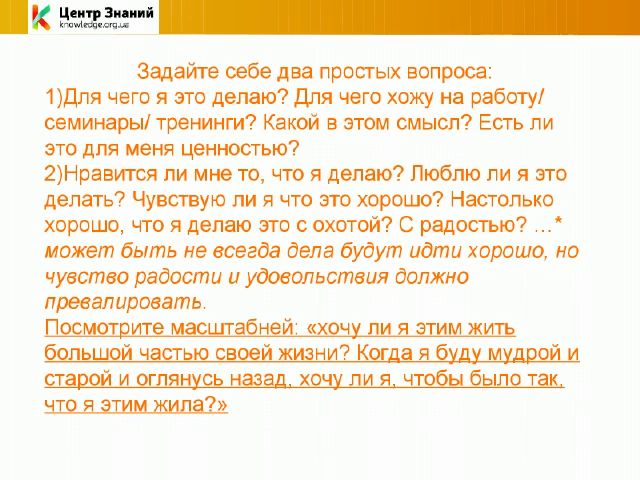 Центр Знаний
knowledge.org.ua
Задайте себе два простых вопроса:
1)Для чего я это делаю? Для чего хожу на работу/
семинары/ тренинги? Какой в этом смысл? Есть ли
это для меня ценностью?
2)Нравится ли мне то, что я делаю? Люблю ли я это
делать? Чувствую ли я что это хорошо? Настолько
хорошо, что я делаю это с охотой? С радостью? …*
может быть не всегда дела будут идти хорошо, но
чувство радости и удовольствия должно
превалировать.
Посмотрите масштабней: «хочу ли я этим жить
большой частью своей жизни? Когда я буду мудрой и
старой и оглянусь назад, хочу ли я, чтобы было так,
что я этим жила?»